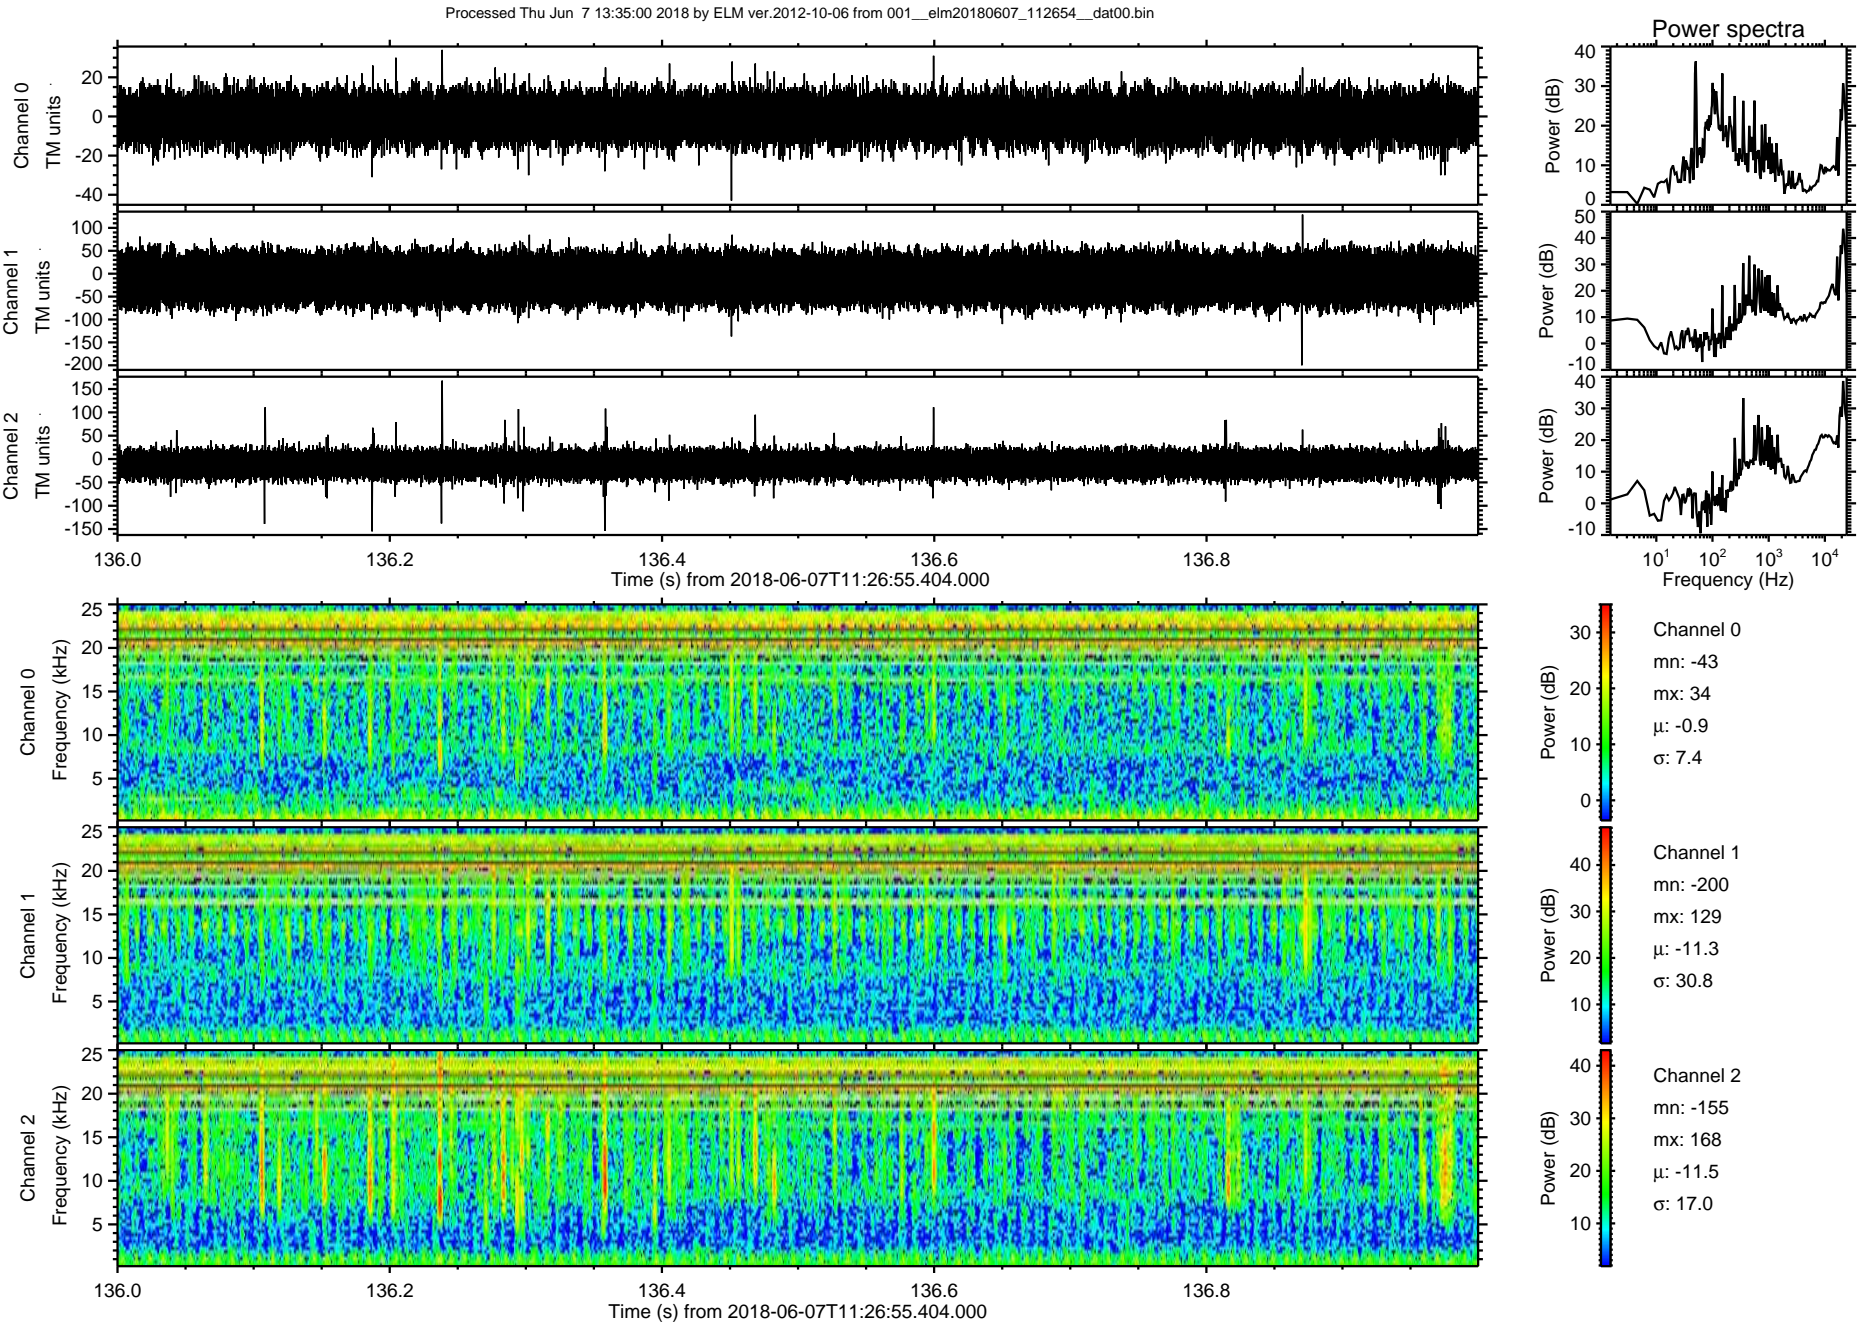 Processed Thu Jun  7 13:35:00 2018 by ELM ver.2012-10-06 from 001__elm20180607_112654__dat00.bin
Power spectra
Channel 0
TM units
20
0
-20
-40
Power (dB)
40
30
20
10
0
Channel 1
TM units
100
50
0
-50
-100
-150
-200
Power (dB)
50
40
30
20
10
0
-10
Channel 2
TM units
150
100
50
0
-50
-100
-150
Power (dB)
40
30
20
10
0
-10
136.0 136.2 136.4 136.6 136.8
Time (s) from 2018-06-07T11:26:55.404.000
10¹ 10² 10³ 10⁴
Frequency (Hz)
Channel 0
Frequency (kHz)
25
20
15
10
5
Power (dB)
30
20
10
0
Channel 0
mn: -43
mx: 34
μ: -0.9
σ: 7.4
Channel 1
Frequency (kHz)
25
20
15
10
5
Power (dB)
40
30
20
10
Channel 1
mn: -200
mx: 129
μ: -11.3
σ: 30.8
Channel 2
Frequency (kHz)
25
20
15
10
5
Power (dB)
40
30
20
10
Channel 2
mn: -155
mx: 168
μ: -11.5
σ: 17.0
136.0 136.2 136.4 136.6 136.8
Time (s) from 2018-06-07T11:26:55.404.000